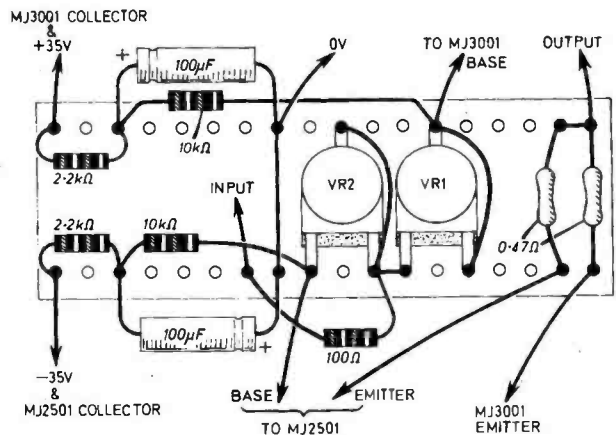 MJ3001 COLLECTOR
&
+35V
+
100µF
0V
TO MJ3001
BASE
OUTPUT
10kΩ
2·2kΩ
INPUT
VR2
VR1
2·2kΩ
10kΩ
0·47Ω
100µF
+
100Ω
−35V
&
MJ2501 COLLECTOR
BASE
EMITTER
TO MJ2501
MJ3001
EMITTER